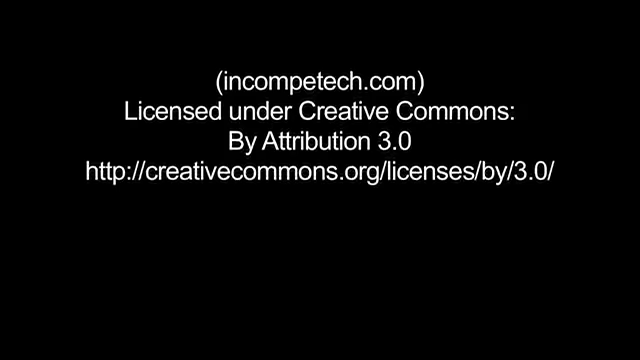 (incompetech.com)
Licensed under Creative Commons:
By Attribution 3.0
http://creativecommons.org/licenses/by/3.0/